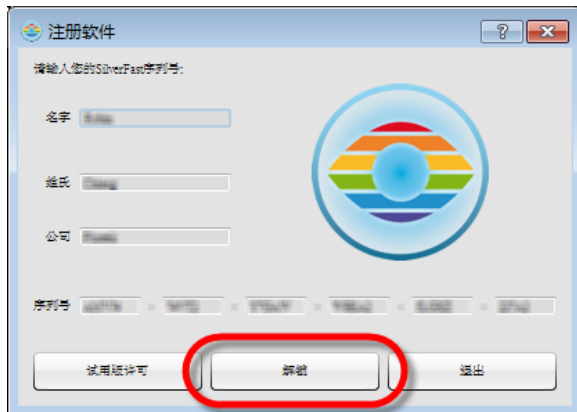 注册软件
请输入您的SilverFast序列号:
名字
姓氏
公司
序列号
试用版许可 解锁 退出